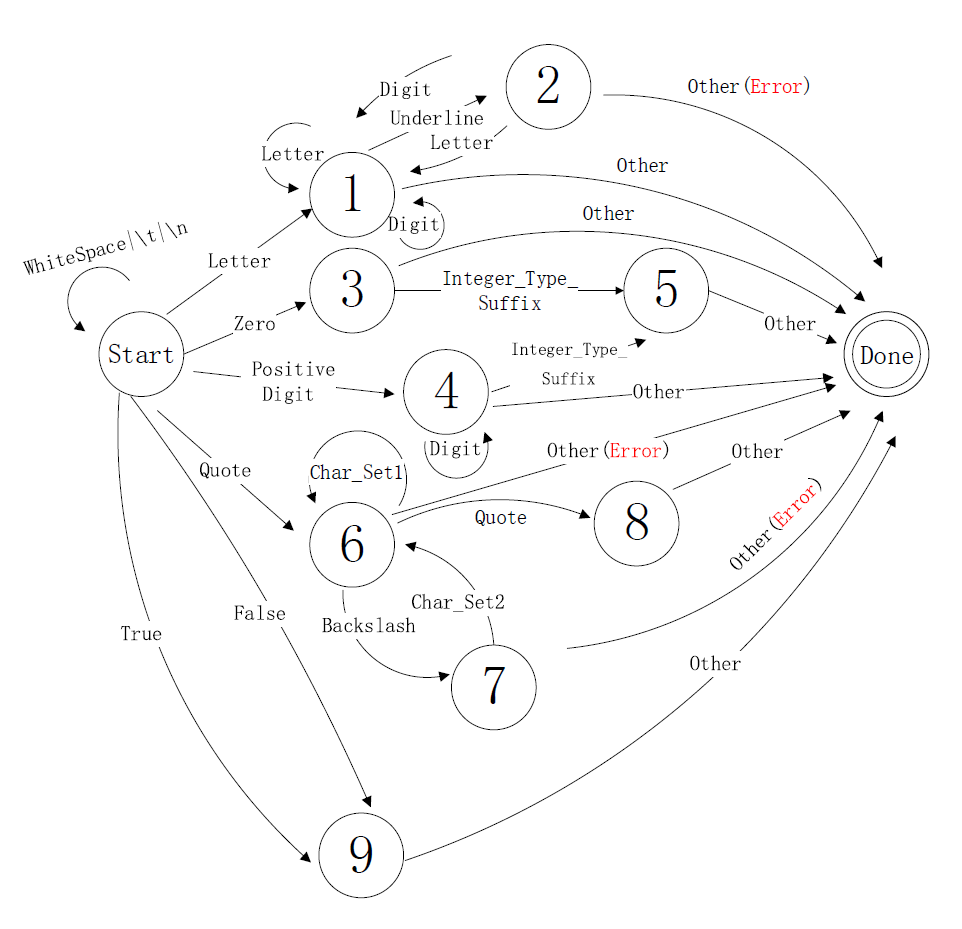 2
Other(Error)
Digit
Underline
Letter
Letter
1
Other
Digit
Other
WhiteSpace|\t|\n
Letter
3
Integer_Type_
Suffix
5
Zero
Other
Start
Done
Positive
Digit
4
Integer_Type_
Suffix
Other
Digit
Other(Error)
Other
Quote
Char_Set1
Quote
8
6
Other(Error)
Char_Set2
False
Backslash
True
7
Other
9